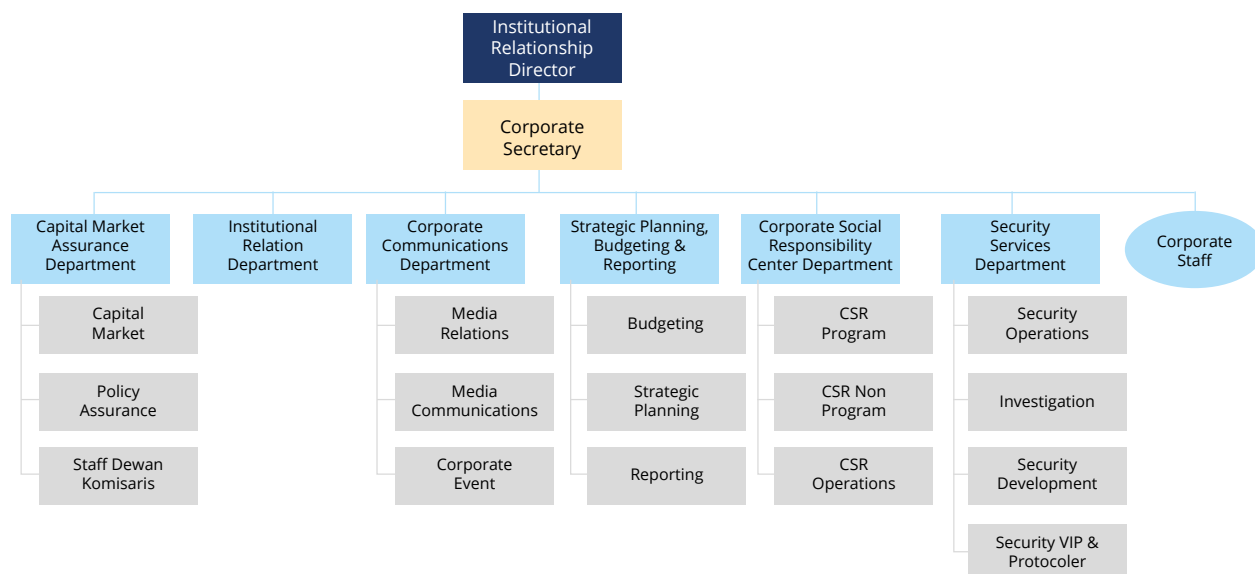 Institutional
Relationship
Director
Corporate
Secretary
Capital Market
Assurance
Department
Institutional
Relation
Department
Corporate
Communications
Department
Strategic Planning,
Budgeting &
Reporting
Corporate Social
Responsibility
Center Department
Security
Services
Department
Corporate
Staff
Capital
Market
Policy
Assurance
Staff Dewan
Komisaris
Media
Relations
Media
Communications
Corporate
Event
Budgeting
Strategic
Planning
Reporting
CSR
Program
CSR Non
Program
CSR
Operations
Security
Operations
Investigation
Security
Development
Security VIP &
Protocoler